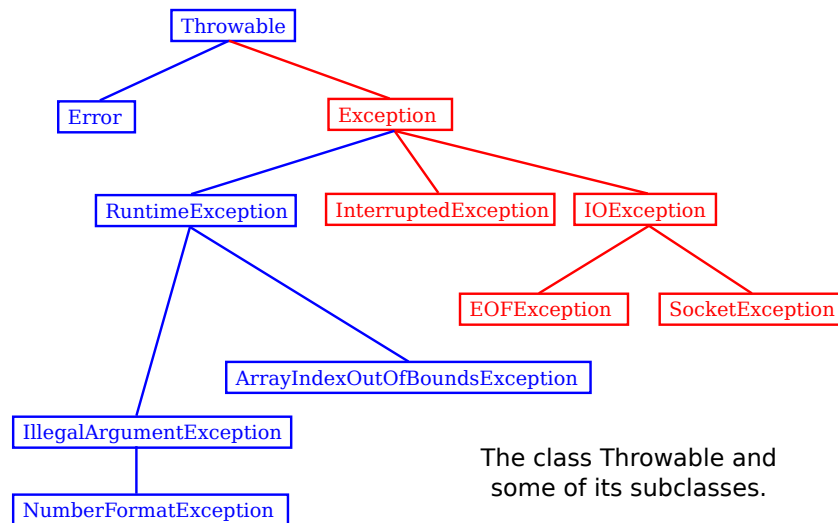 Throwable
Error
Exception
RuntimeException
InterruptedException
IOException
EOFException
SocketException
ArrayIndexOutOfBoundsException
IllegalArgumentException
NumberFormatException
The class Throwable and
some of its subclasses.